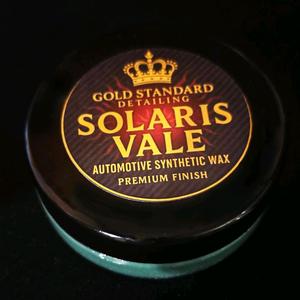 GOLD STANDARD
DETAILING
SOLARIS
VALE
AUTOMOTIVE SYNTHETIC WAX
PREMIUM FINISH